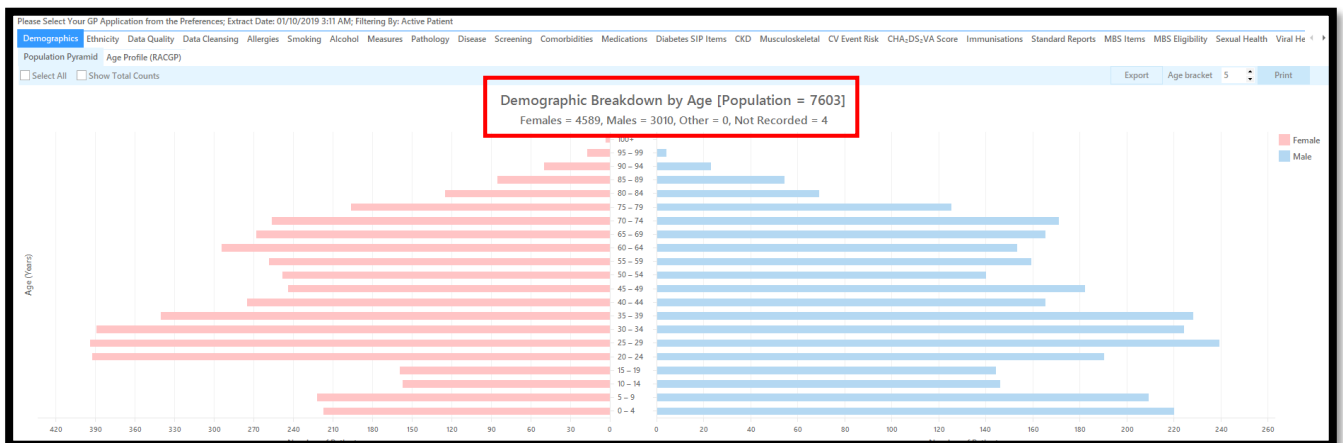 Please Select Your GP Application from the Preferences; Extract Date: 01/10/2019 3:11 AM; Filtering By: Active Patient
Demographics Ethnicity Data Quality Data Cleansing Allergies Smoking Alcohol Measures Pathology Disease Screening Comorbidities Medications Diabetes SIP Items CKD Musculoskeletal CV Event Risk CHA₂DS₂VA Score Immunisations Standard Reports MBS Items MBS Eligibility Sexual Health Viral He
Population Pyramid Age Profile (RACGP)
Select All Show Total Counts Export Age bracket 5 Print
Demographic Breakdown by Age [Population = 7603]
Females = 4589, Males = 3010, Other = 0, Not Recorded = 4
100+
Female
Male
95 – 99
90 – 94
85 – 89
80 – 84
75 – 79
70 – 74
65 – 69
60 – 64
55 – 59
50 – 54
45 – 49
40 – 44
35 – 39
30 – 34
25 – 29
20 – 24
15 – 19
10 – 14
5 – 9
0 – 4
Age (Years)
420 390 360 330 300 270 240 210 180 150 120 90 60 30 0 0 20 40 60 80 100 120 140 160 180 200 220 240 260